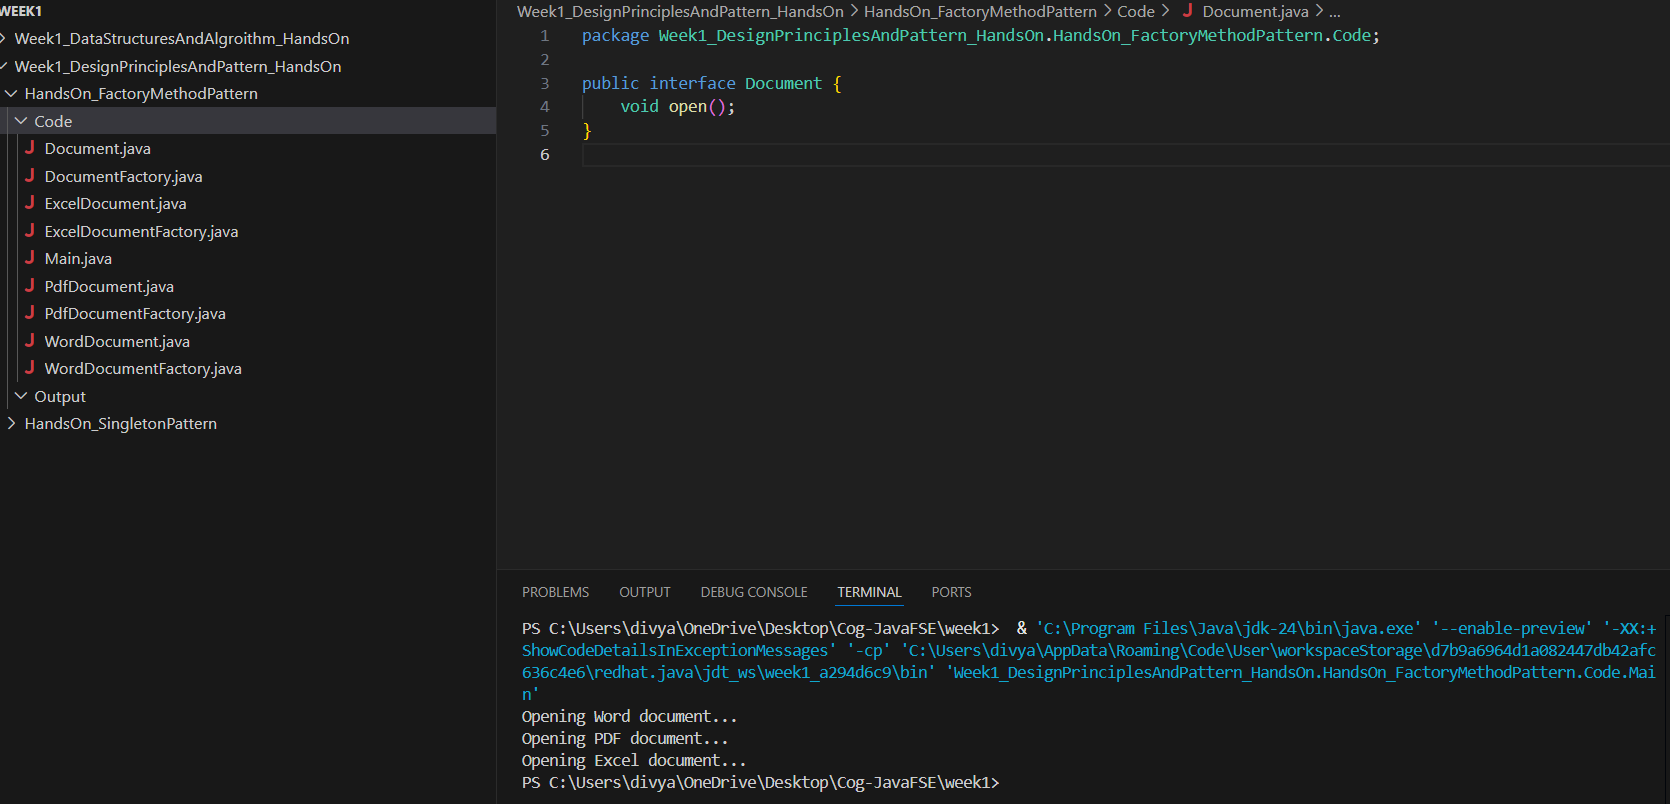 WEEK1
Week1_DataStructuresAndAlgroithm_HandsOn
Week1_DesignPrinciplesAndPattern_HandsOn
HandsOn_FactoryMethodPattern
Code
J Document.java
J DocumentFactory.java
J ExcelDocument.java
J ExcelDocumentFactory.java
J Main.java
J PdfDocument.java
J PdfDocumentFactory.java
J WordDocument.java
J WordDocumentFactory.java
Output
HandsOn_SingletonPattern
Week1_DesignPrinciplesAndPattern_HandsOn > HandsOn_FactoryMethodPattern > Code > J Document.java > ...
1 package Week1_DesignPrinciplesAndPattern_HandsOn.HandsOn_FactoryMethodPattern.Code;
2
3 public interface Document {
4 void open();
5 }
6
PROBLEMS OUTPUT DEBUG CONSOLE TERMINAL PORTS
PS C:\Users\divya\OneDrive\Desktop\Cog-JavaFSE\week1> & 'C:\Program Files\Java\jdk-24\bin\java.exe' '--enable-preview' '-XX:+
ShowCodeDetailsInExceptionMessages' '-cp' 'C:\Users\divya\AppData\Roaming\Code\User\workspaceStorage\d7b9a6964d1a082447db42afc
636c4e6\redhat.java\jdt_ws\week1_a294d6c9\bin' 'Week1_DesignPrinciplesAndPattern_HandsOn.HandsOn_FactoryMethodPattern.Code.Mai
n'
Opening Word document...
Opening PDF document...
Opening Excel document...
PS C:\Users\divya\OneDrive\Desktop\Cog-JavaFSE\week1>